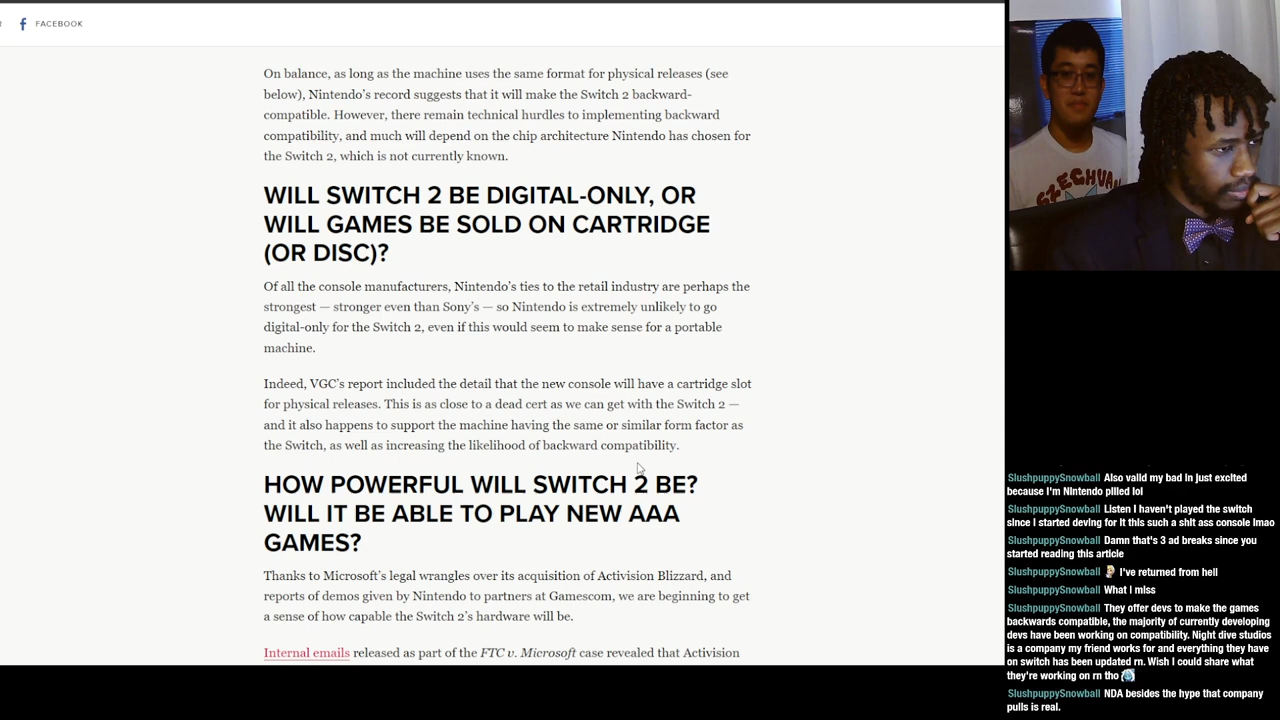 FACEBOOK
On balance, as long as the machine uses the same format for physical releases (see
below), Nintendo's record suggests that it will make the Switch 2 backward-
compatible. However, there remain technical hurdles to implementing backward
compatibility, and much will depend on the chip architecture Nintendo has chosen for
the Switch 2, which is not currently known.
WILL SWITCH 2 BE DIGITAL-ONLY, OR
WILL GAMES BE SOLD ON CARTRIDGE
(OR DISC)?
Of all the console manufacturers, Nintendo's ties to the retail industry are perhaps the
strongest — stronger even than Sony's — so Nintendo is extremely unlikely to go
digital-only for the Switch 2, even if this would seem to make sense for a portable
machine.
Indeed, VGC's report included the detail that the new console will have a cartridge slot
for physical releases. This is as close to a dead cert as we can get with the Switch 2 —
and it also happens to support the machine having the same or similar form factor as
the Switch, as well as increasing the likelihood of backward compatibility.
HOW POWERFUL WILL SWITCH 2 BE?
WILL IT BE ABLE TO PLAY NEW AAA
GAMES?
Thanks to Microsoft's legal wrangles over its acquisition of Activision Blizzard, and
reports of demos given by Nintendo to partners at Gamescom, we are beginning to get
a sense of how capable the Switch 2's hardware will be.
Internal emails released as part of the FTC v. Microsoft case revealed that Activision
SZECHUAN
SlushpuppySnowball Also valid my bad in just excited
because I'm Nintendo pilled lol
SlushpuppySnowball Listen I haven't played the switch
since I started deving for it this such a shit ass console lmao
SlushpuppySnowball Damn that's 3 ad breaks since you
started reading this article
SlushpuppySnowball I've returned from hell
SlushpuppySnowball What I miss
SlushpuppySnowball They offer devs to make the games
backwards compatible, the majority of currently developing
devs have been working on compatibility. Night dive studios
is a company my friend works for and everything they have
on switch has been updated rn. Wish I could share what
they're working on rn tho
SlushpuppySnowball NDA besides the hype that company
pulls is real.